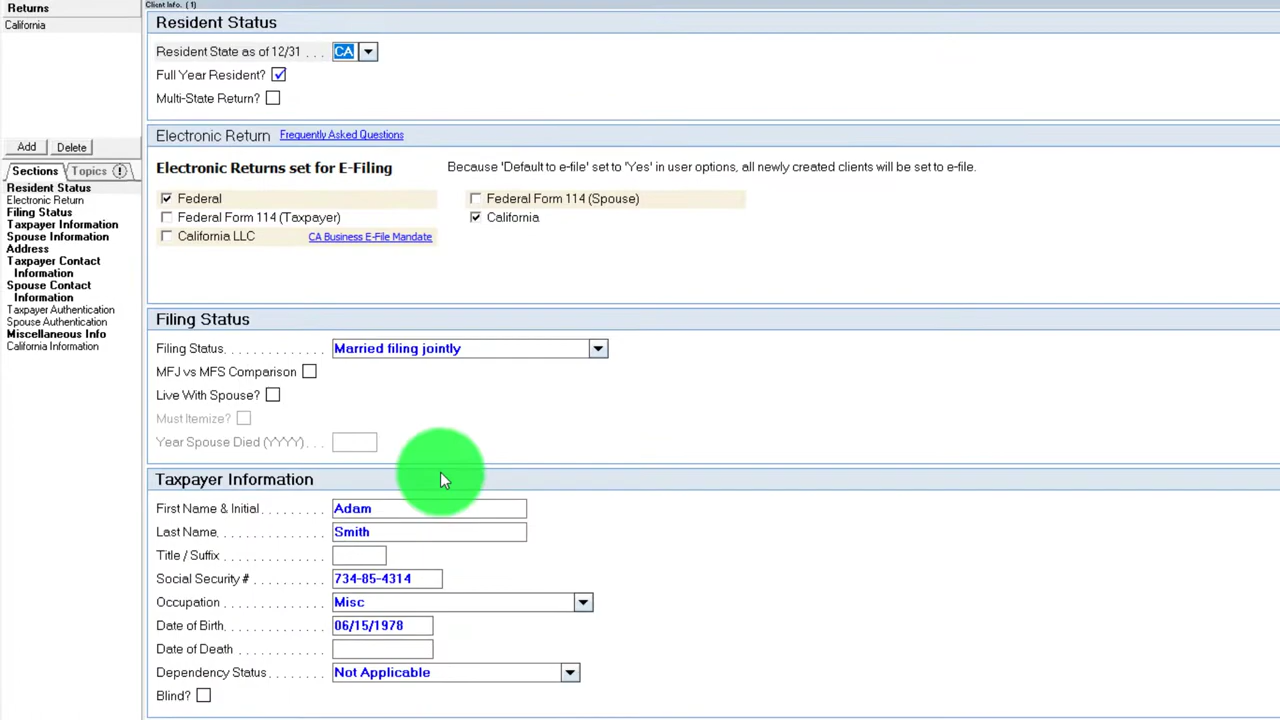 Returns
California
Add Delete
Sections Topics
Resident Status
Electronic Return
Filing Status
Taxpayer Information
Spouse Information
Address
Taxpayer Contact
Information
Spouse Contact
Information
Taxpayer Authentication
Spouse Authentication
Miscellaneous Info
California Information
Client Info. (1)
Resident Status
Resident State as of 12/31 . . . CA
Full Year Resident?
Multi-State Return?
Electronic Return Frequently Asked Questions
Electronic Returns set for E-Filing Because 'Default to e-file' set to 'Yes' in user options, all newly created clients will be set to e-file.
Federal Federal Form 114 (Spouse)
Federal Form 114 (Taxpayer) California
California LLC CA Business E-File Mandate
Filing Status
Filing Status. . . . . . . . . . . . . . Married filing jointly
MFJ vs MFS Comparison
Live With Spouse?
Must Itemize?
Year Spouse Died (YYYY) . . .
Taxpayer Information
First Name & Initial . . . . . . . . . Adam
Last Name. . . . . . . . . . . . . . . Smith
Title / Suffix . . . . . . . . . . . . . .
Social Security # . . . . . . . . . . 734-85-4314
Occupation . . . . . . . . . . . . . . Misc
Date of Birth. . . . . . . . . . . . . . 06/15/1978
Date of Death . . . . . . . . . . . .
Dependency Status. . . . . . . . Not Applicable
Blind?